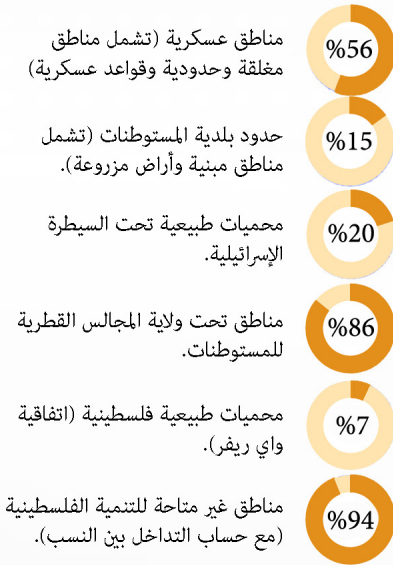 مناطق عسكرية (تشمل مناطق
مغلقة وحدودية وقواعد عسكرية)
%56
حدود بلدية المستوطنات (تشمل
مناطق مبنية وأراض مزروعة).
%15
محميات طبيعية تحت السيطرة
الإسرائيلية.
%20
مناطق تحت ولاية المجالس القطرية
للمستوطنات.
%86
محميات طبيعية فلسطينية (اتفاقية
واي ريفر).
%7
مناطق غير متاحة للتنمية الفلسطينية
(مع حساب التداخل بين النسب).
%94